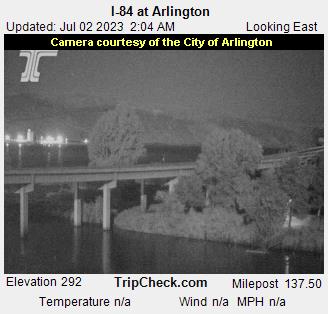 I-84 at Arlington
Updated: Jul 02 2023 2:04 AM Looking East
Camera courtesy of the City of Arlington
Elevation 292 TripCheck.com Milepost 137.50
Temperature n/a Wind n/a MPH n/a